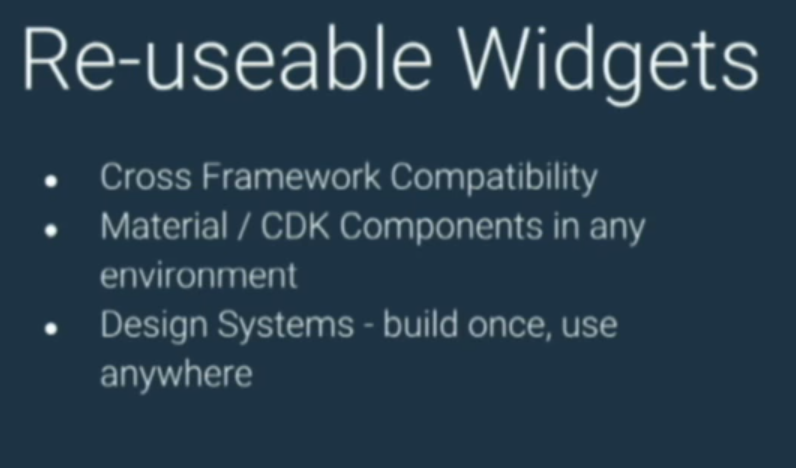 Re-useable Widgets
• Cross Framework Compatibility
• Material / CDK Components in any
environment
• Design Systems - build once, use
anywhere